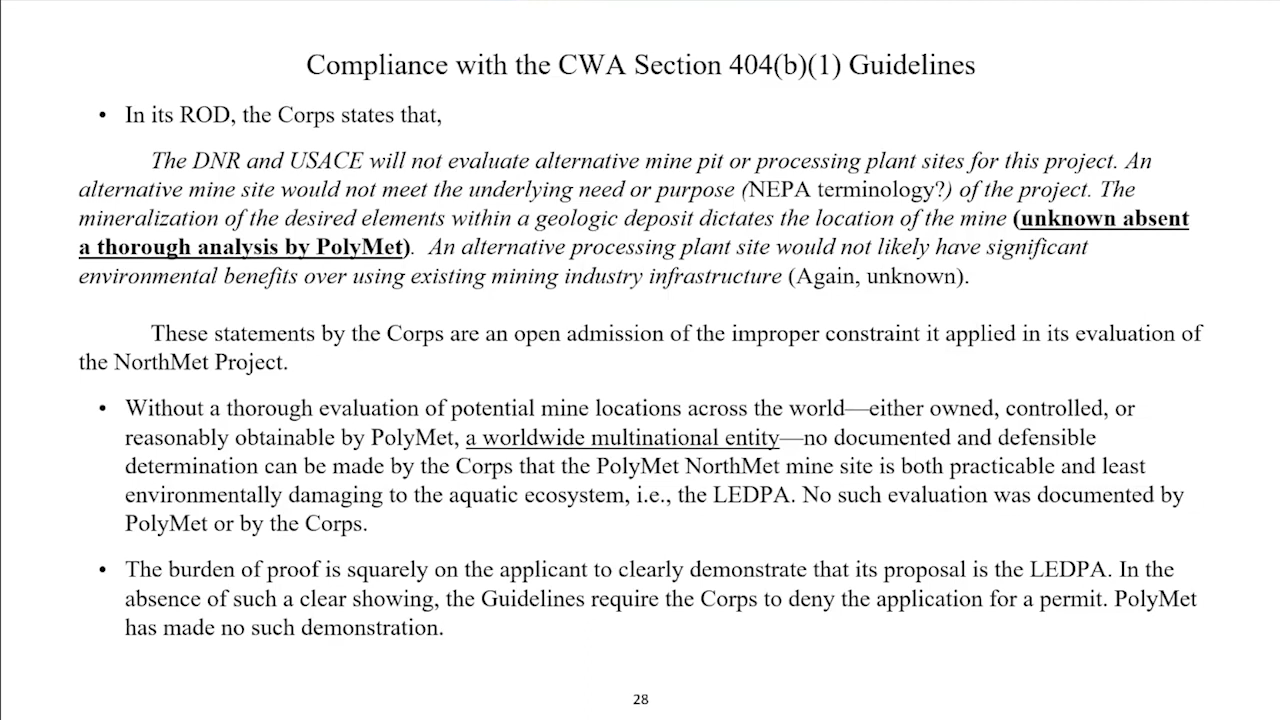 Compliance with the CWA Section 404(b)(1) Guidelines
• In its ROD, the Corps states that,
The DNR and USACE will not evaluate alternative mine pit or processing plant sites for this project. An
alternative mine site would not meet the underlying need or purpose (NEPA terminology?) of the project. The
mineralization of the desired elements within a geologic deposit dictates the location of the mine (unknown absent
a thorough analysis by PolyMet). An alternative processing plant site would not likely have significant
environmental benefits over using existing mining industry infrastructure (Again, unknown).
These statements by the Corps are an open admission of the improper constraint it applied in its evaluation of
the NorthMet Project.
• Without a thorough evaluation of potential mine locations across the world—either owned, controlled, or
reasonably obtainable by PolyMet, a worldwide multinational entity—no documented and defensible
determination can be made by the Corps that the PolyMet NorthMet mine site is both practicable and least
environmentally damaging to the aquatic ecosystem, i.e., the LEDPA. No such evaluation was documented by
PolyMet or by the Corps.
• The burden of proof is squarely on the applicant to clearly demonstrate that its proposal is the LEDPA. In the
absence of such a clear showing, the Guidelines require the Corps to deny the application for a permit. PolyMet
has made no such demonstration.
28